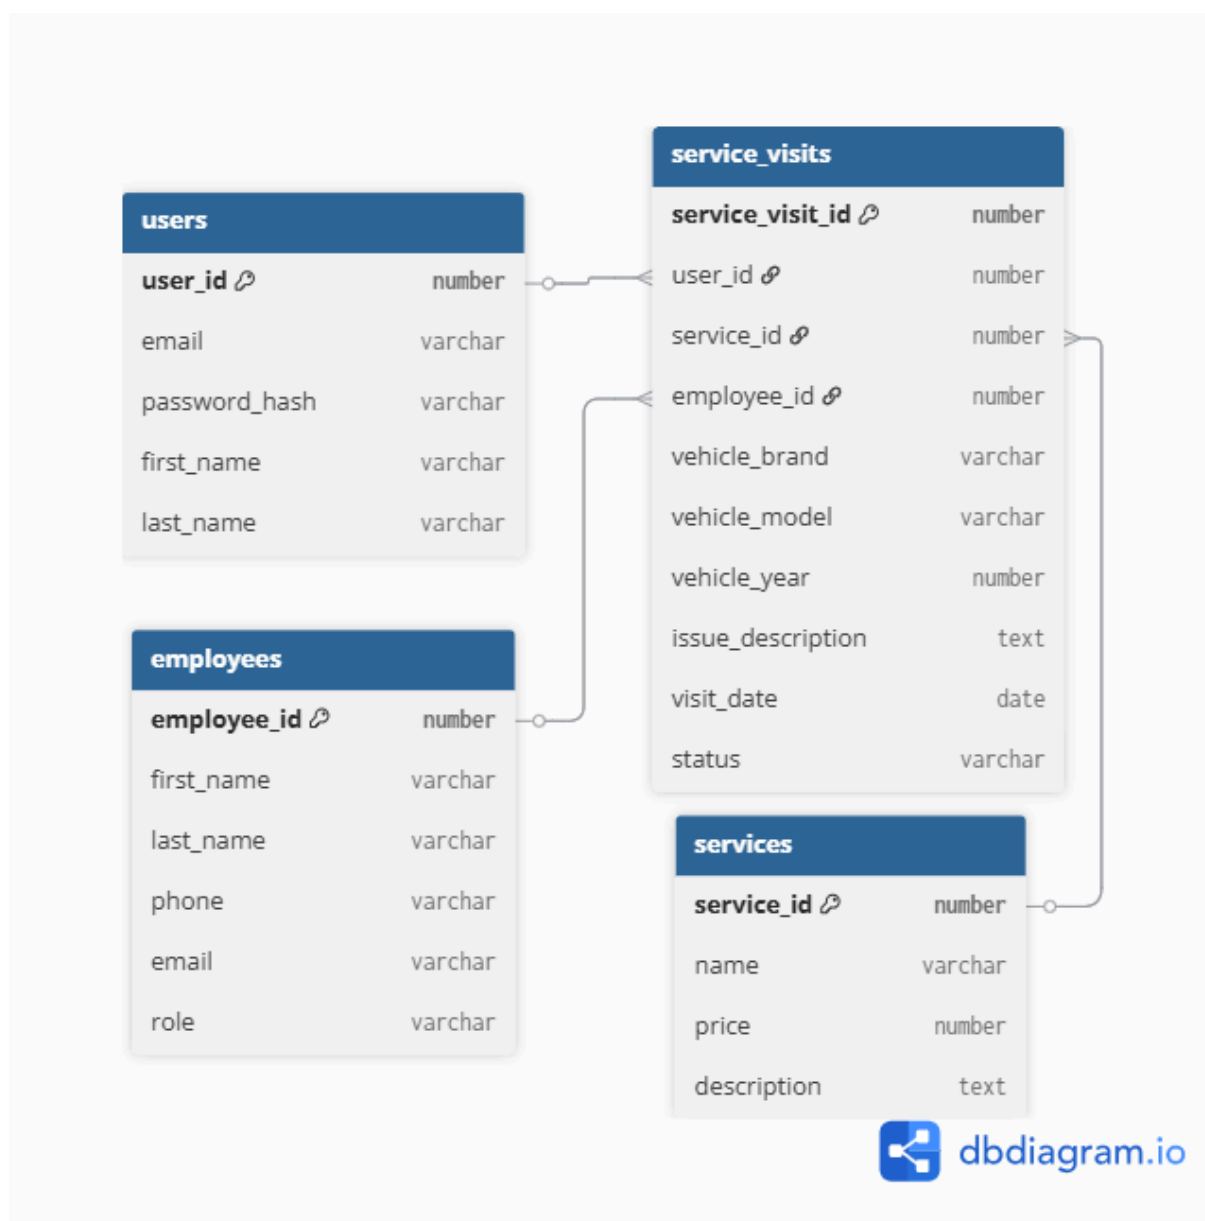 users
user_id number
email varchar
password_hash varchar
first_name varchar
last_name varchar
employees
employee_id number
first_name varchar
last_name varchar
phone varchar
email varchar
role varchar
service_visits
service_visit_id number
user_id number
service_id number
employee_id number
vehicle_brand varchar
vehicle_model varchar
vehicle_year number
issue_description text
visit_date date
status varchar
services
service_id number
name varchar
price number
description text
dbdiagram.io